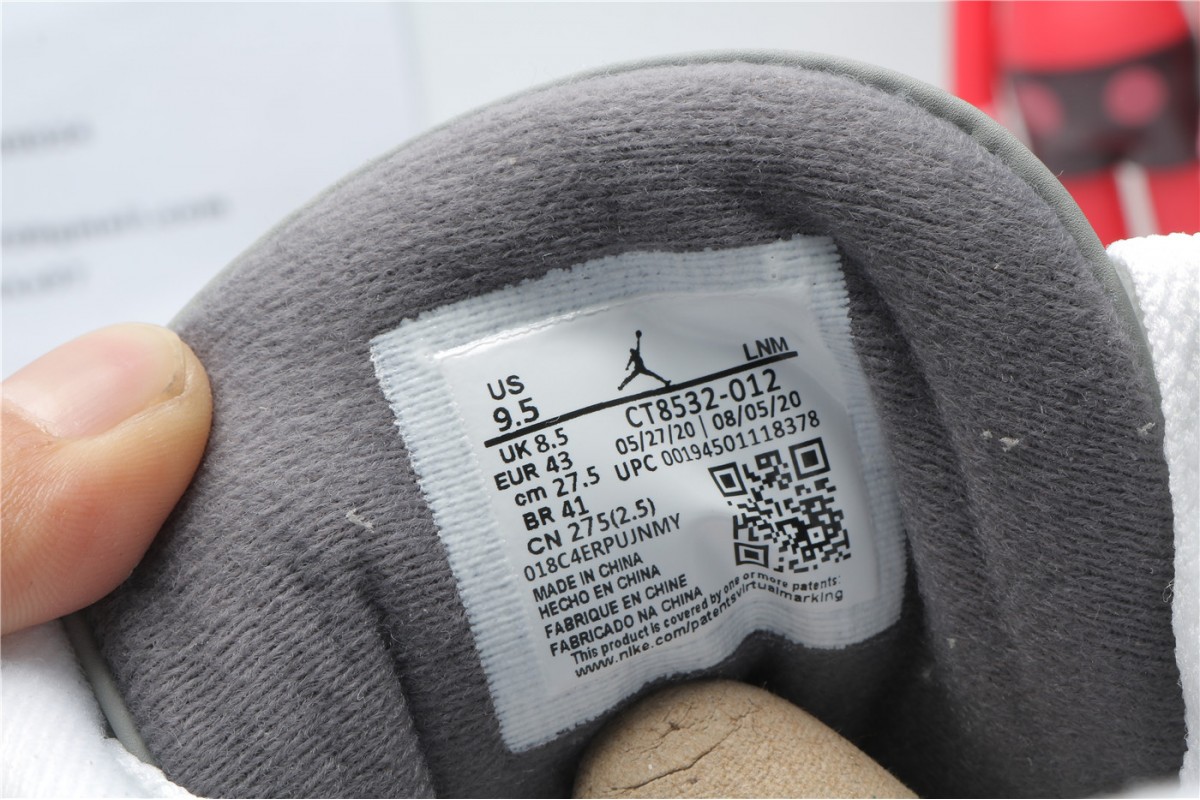 US
9.5
LNM
UK 8.5
CT8532-012
EUR 43
05/27/20 | 08/05/20
cm 27.5
UPC 00194501118378
BR 41
CN 275(2.5)
018C4ERPUJNMY
MADE IN CHINA
HECHO EN CHINA
FABRIQUE EN CHINE
FABRICADO NA CHINA
This product is covered by one or more patents:
www.nike.com/patentsvirtualmarking